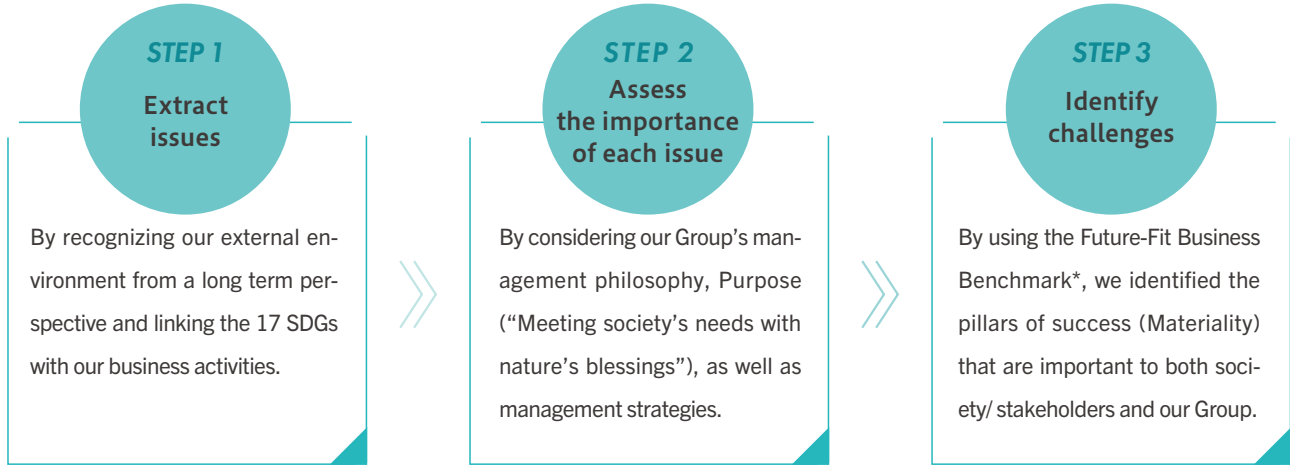 STEP 1
Extract
issues
By recognizing our external en-
vironment from a long term per-
spective and linking the 17 SDGs
with our business activities.
STEP 2
Assess
the importance
of each issue
By considering our Group’s man-
agement philosophy, Purpose
(“Meeting society’s needs with
nature’s blessings”), as well as
management strategies.
STEP 3
Identify
challenges
By using the Future-Fit Business
Benchmark*, we identified the
pillars of success (Materiality)
that are important to both soci-
ety/ stakeholders and our Group.